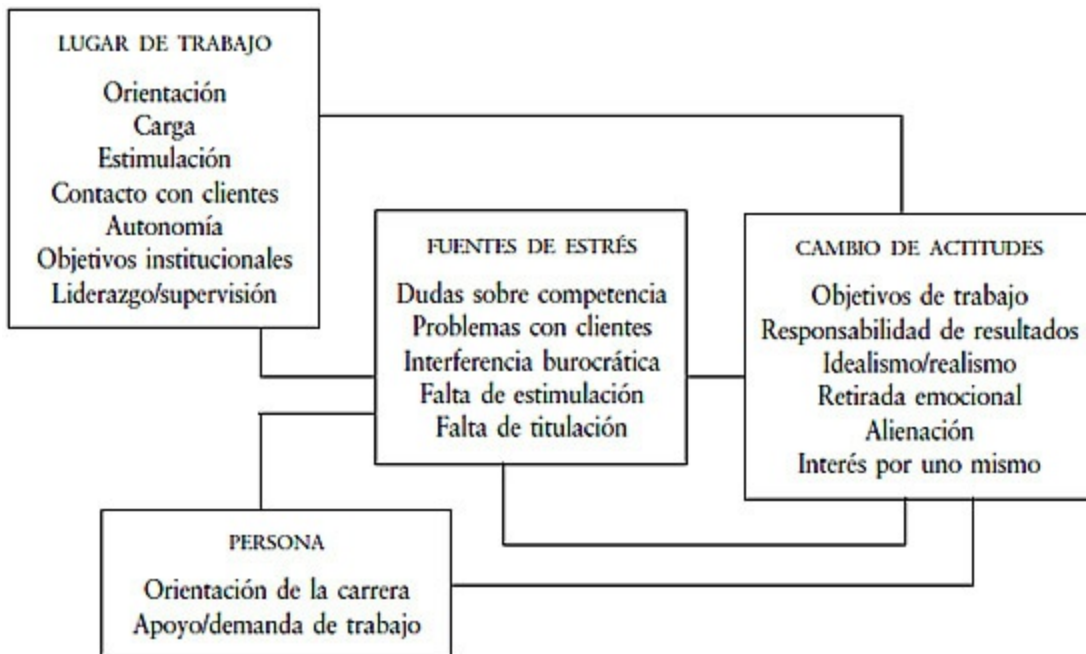 LUGAR DE TRABAJO
Orientación
Carga
Estimulación
Contacto con clientes
Autonomía
Objetivos institucionales
Liderazgo/supervisión
FUENTES DE ESTRÉS
Dudas sobre competencia
Problemas con clientes
Interferencia burocrática
Falta de estimulación
Falta de titulación
CAMBIO DE ACTITUDES
Objetivos de trabajo
Responsabilidad de resultados
Idealismo/realismo
Retirada emocional
Alienación
Interés por uno mismo
PERSONA
Orientación de la carrera
Apoyo/demanda de trabajo